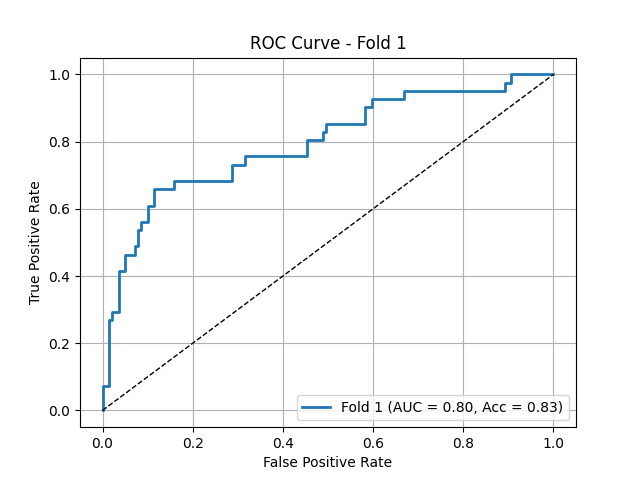 ROC Curve - Fold 1
True Positive Rate
1.0
0.8
0.6
0.4
0.2
0.0
Fold 1 (AUC = 0.80, Acc = 0.83)
0.0 0.2 0.4 0.6 0.8 1.0
False Positive Rate